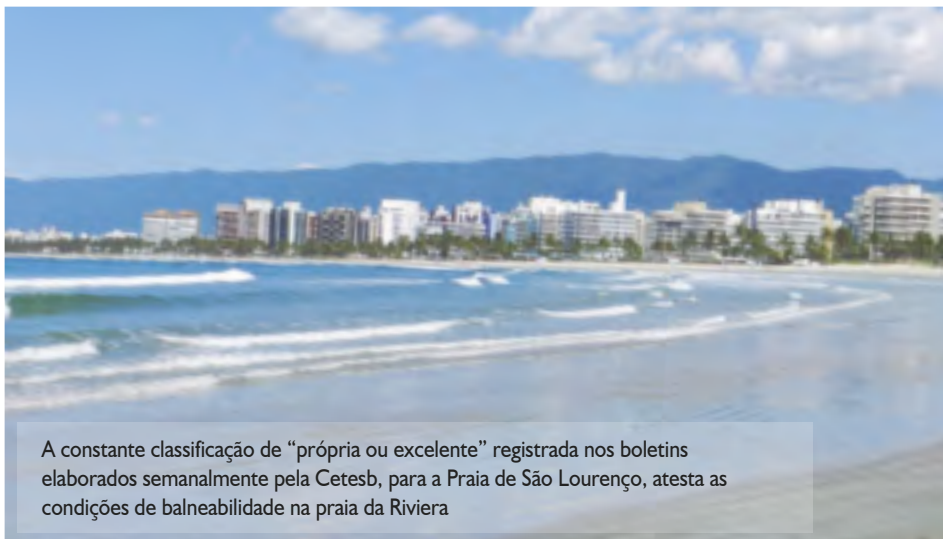 A constante classificação de “própria ou excelente” registrada nos boletins
elaborados semanalmente pela Cetesb, para a Praia de São Lourenço, atesta as
condições de balneabilidade na praia da Riviera